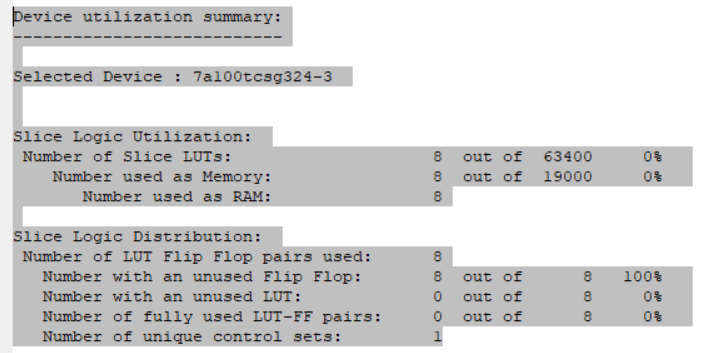 Device utilization summary:
---------------------------
Selected Device : 7a100tcsg324-3
Slice Logic Utilization:
Number of Slice LUTs: 8 out of 63400 0%
Number used as Memory: 8 out of 19000 0%
Number used as RAM: 8
Slice Logic Distribution:
Number of LUT Flip Flop pairs used: 8
Number with an unused Flip Flop: 8 out of 8 100%
Number with an unused LUT: 0 out of 8 0%
Number of fully used LUT-FF pairs: 0 out of 8 0%
Number of unique control sets: 1